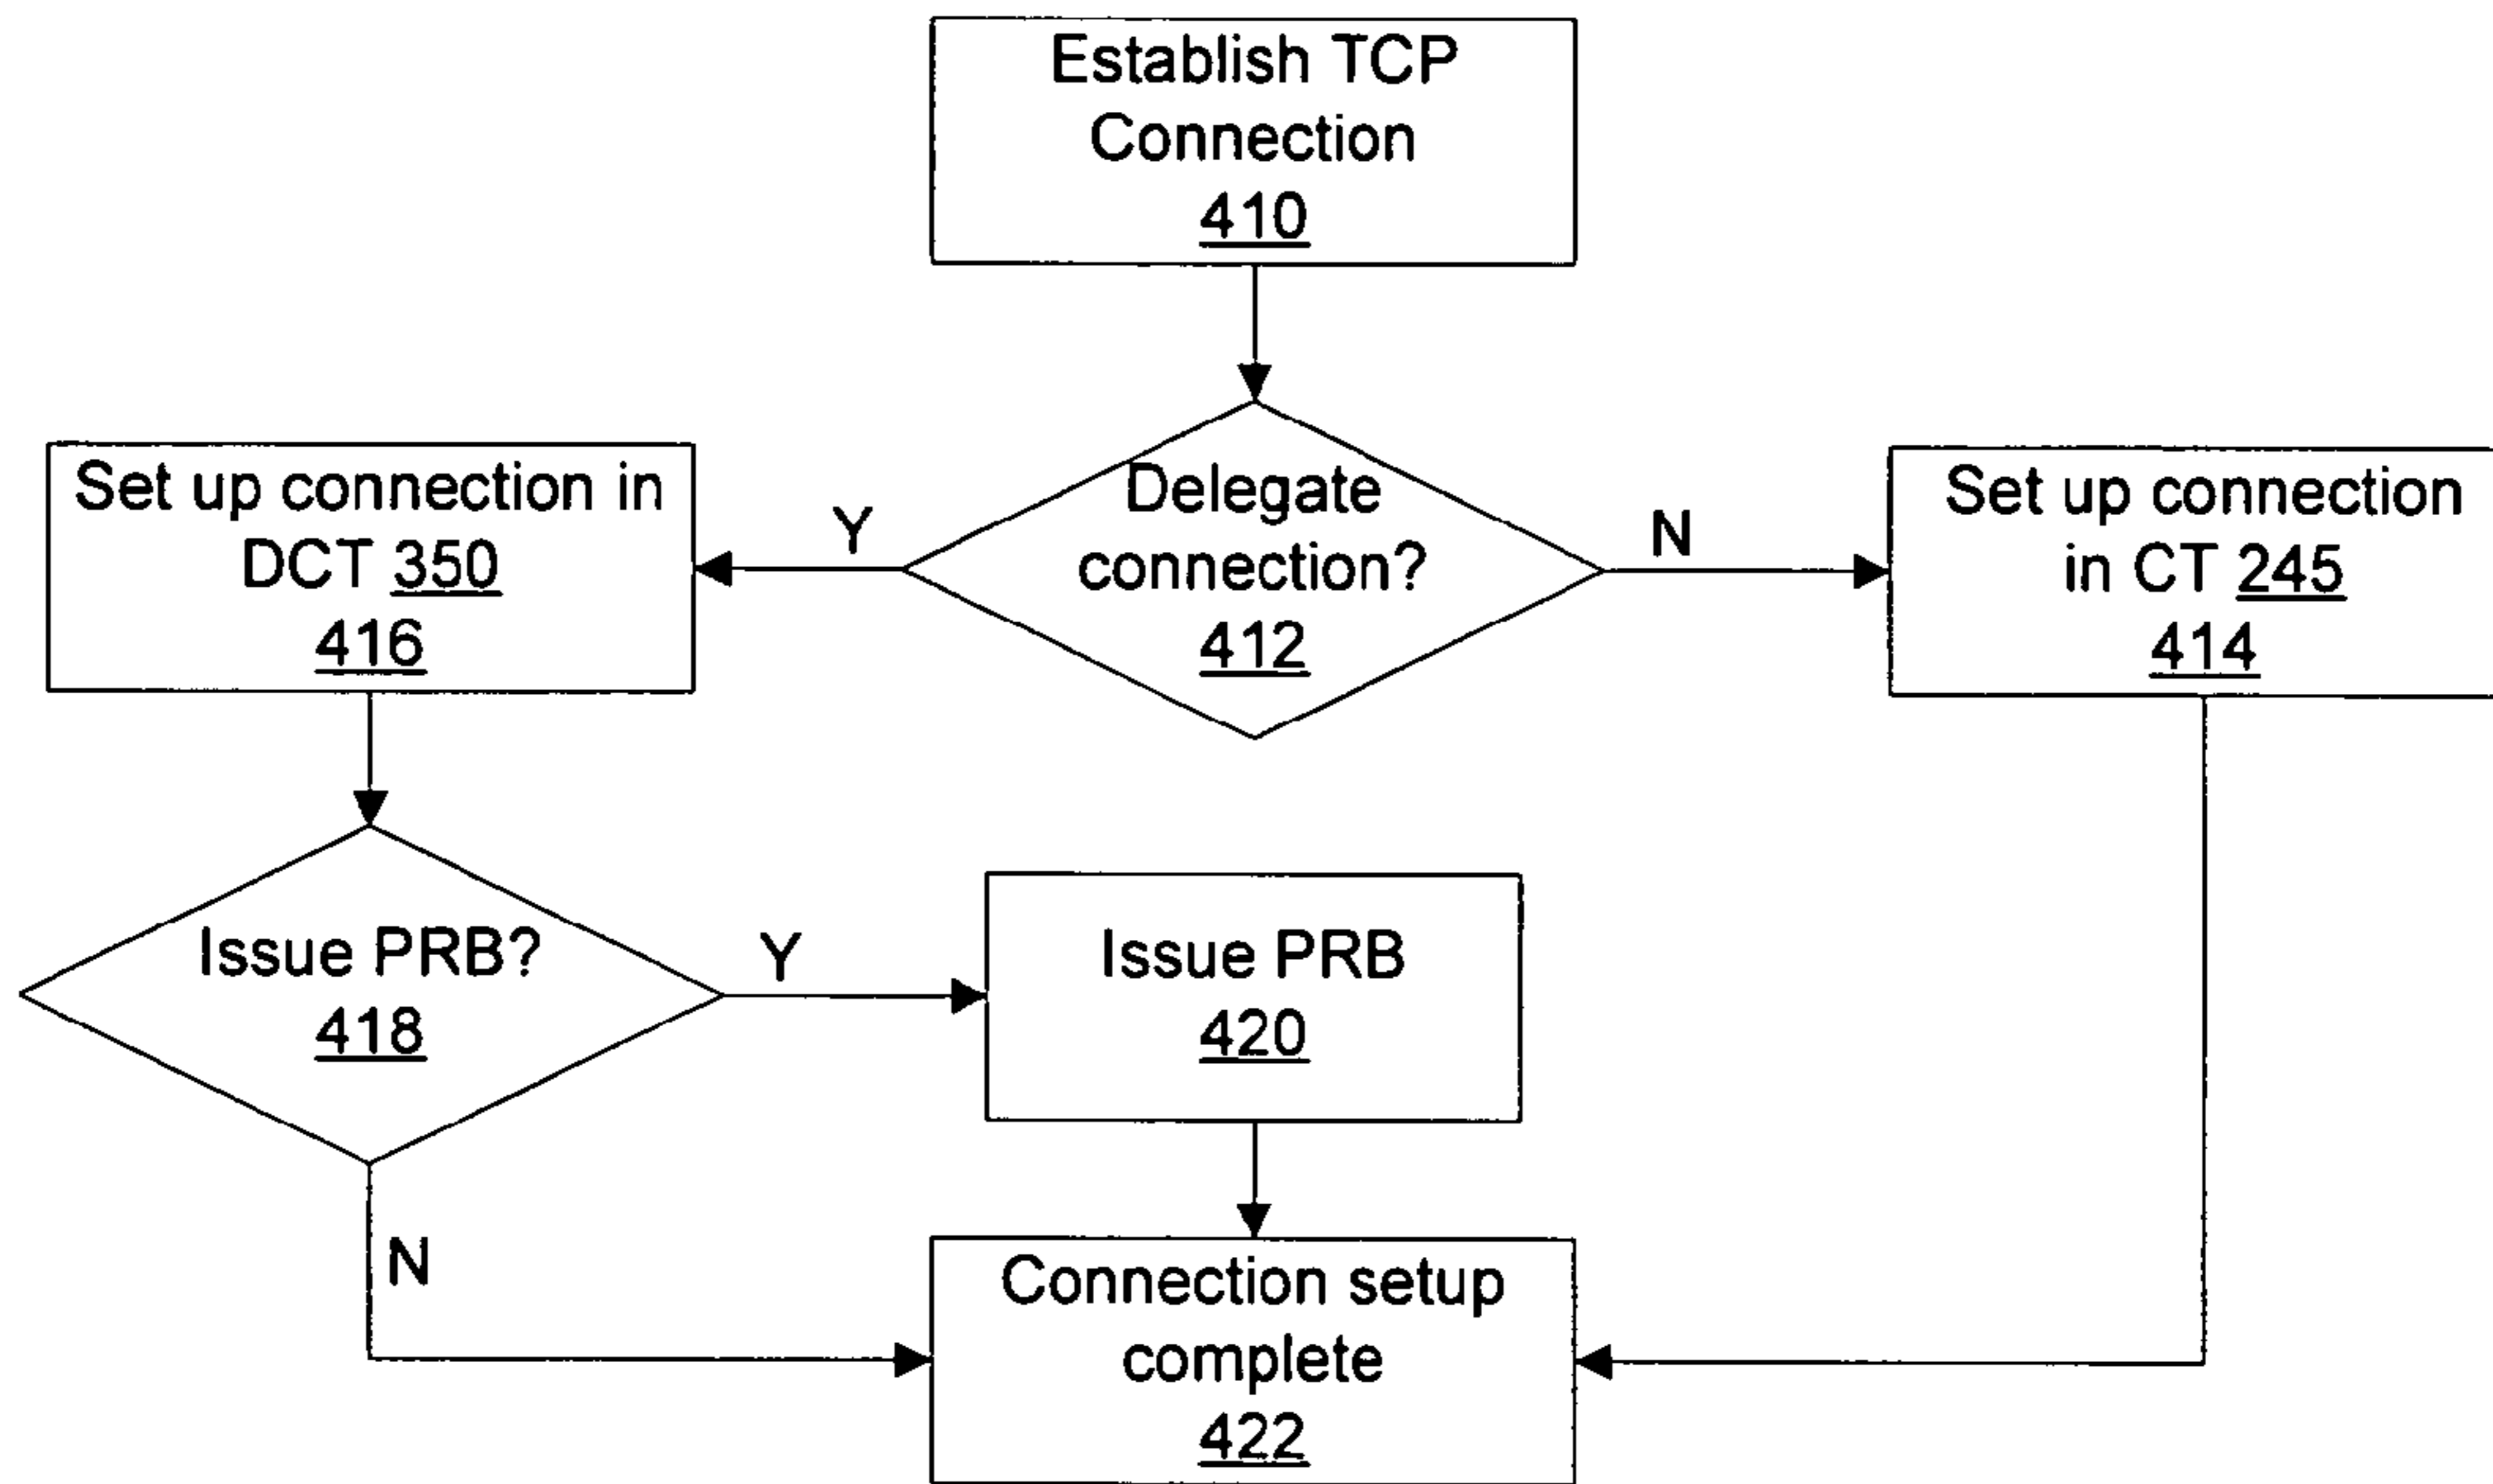 Establish TCP
Connection
410
Delegate
connection?
412
Y
N
Set up connection in
DCT 350
416
Set up connection
in CT 245
414
Issue PRB?
418
Y
N
Issue PRB
420
Connection setup
complete
422